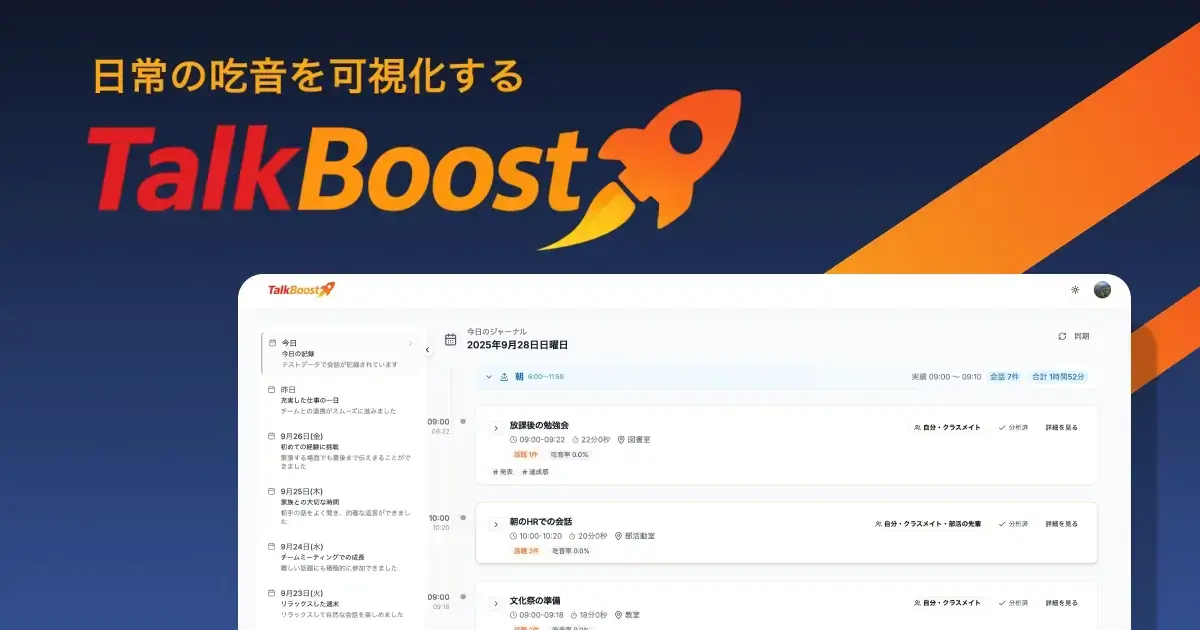 日常の吃音を可視化する
TalkBoost
TalkBoost
今日
今日の記録
テストデータで会話が記録されています
昨日
充実した仕事の一日
チームとの連携がスムーズに進みました
9月26日(金)
初めての経験に挑戦
緊張する場面でも最後まで伝えきることがで
きました
9月25日(木)
家族との大切な時間
相手の話をよく聞き、的確な返答ができまし
た
9月24日(水)
チームミーティングでの成長
難しい話題にも積極的に参加できました
9月23日(火)
リラックスした週末
リラックスして自然な会話を楽しめました
今日のジャーナル
2025年9月28日日曜日
同期
朝 6:00〜11:59
実績 09:00 〜 09:10 会話 7件 合計 1時間52分
09:00
09:22
放課後の勉強会
09:00-09:22 22分0秒 図書室
話題 1件 吃音率 0.0%
# 発表 # 達成感
自分・クラスメイト 分析済 詳細を見る
10:00
10:20
朝のHRでの会話
10:00-10:20 20分0秒 部活動室
話題 3件 吃音率 0.0%
自分・クラスメイト・部活の先輩 分析済 詳細を見る
09:00
09:18
文化祭の準備
09:00-09:18 18分0秒 教室
自分・クラスメイト 分析済 詳細を見る